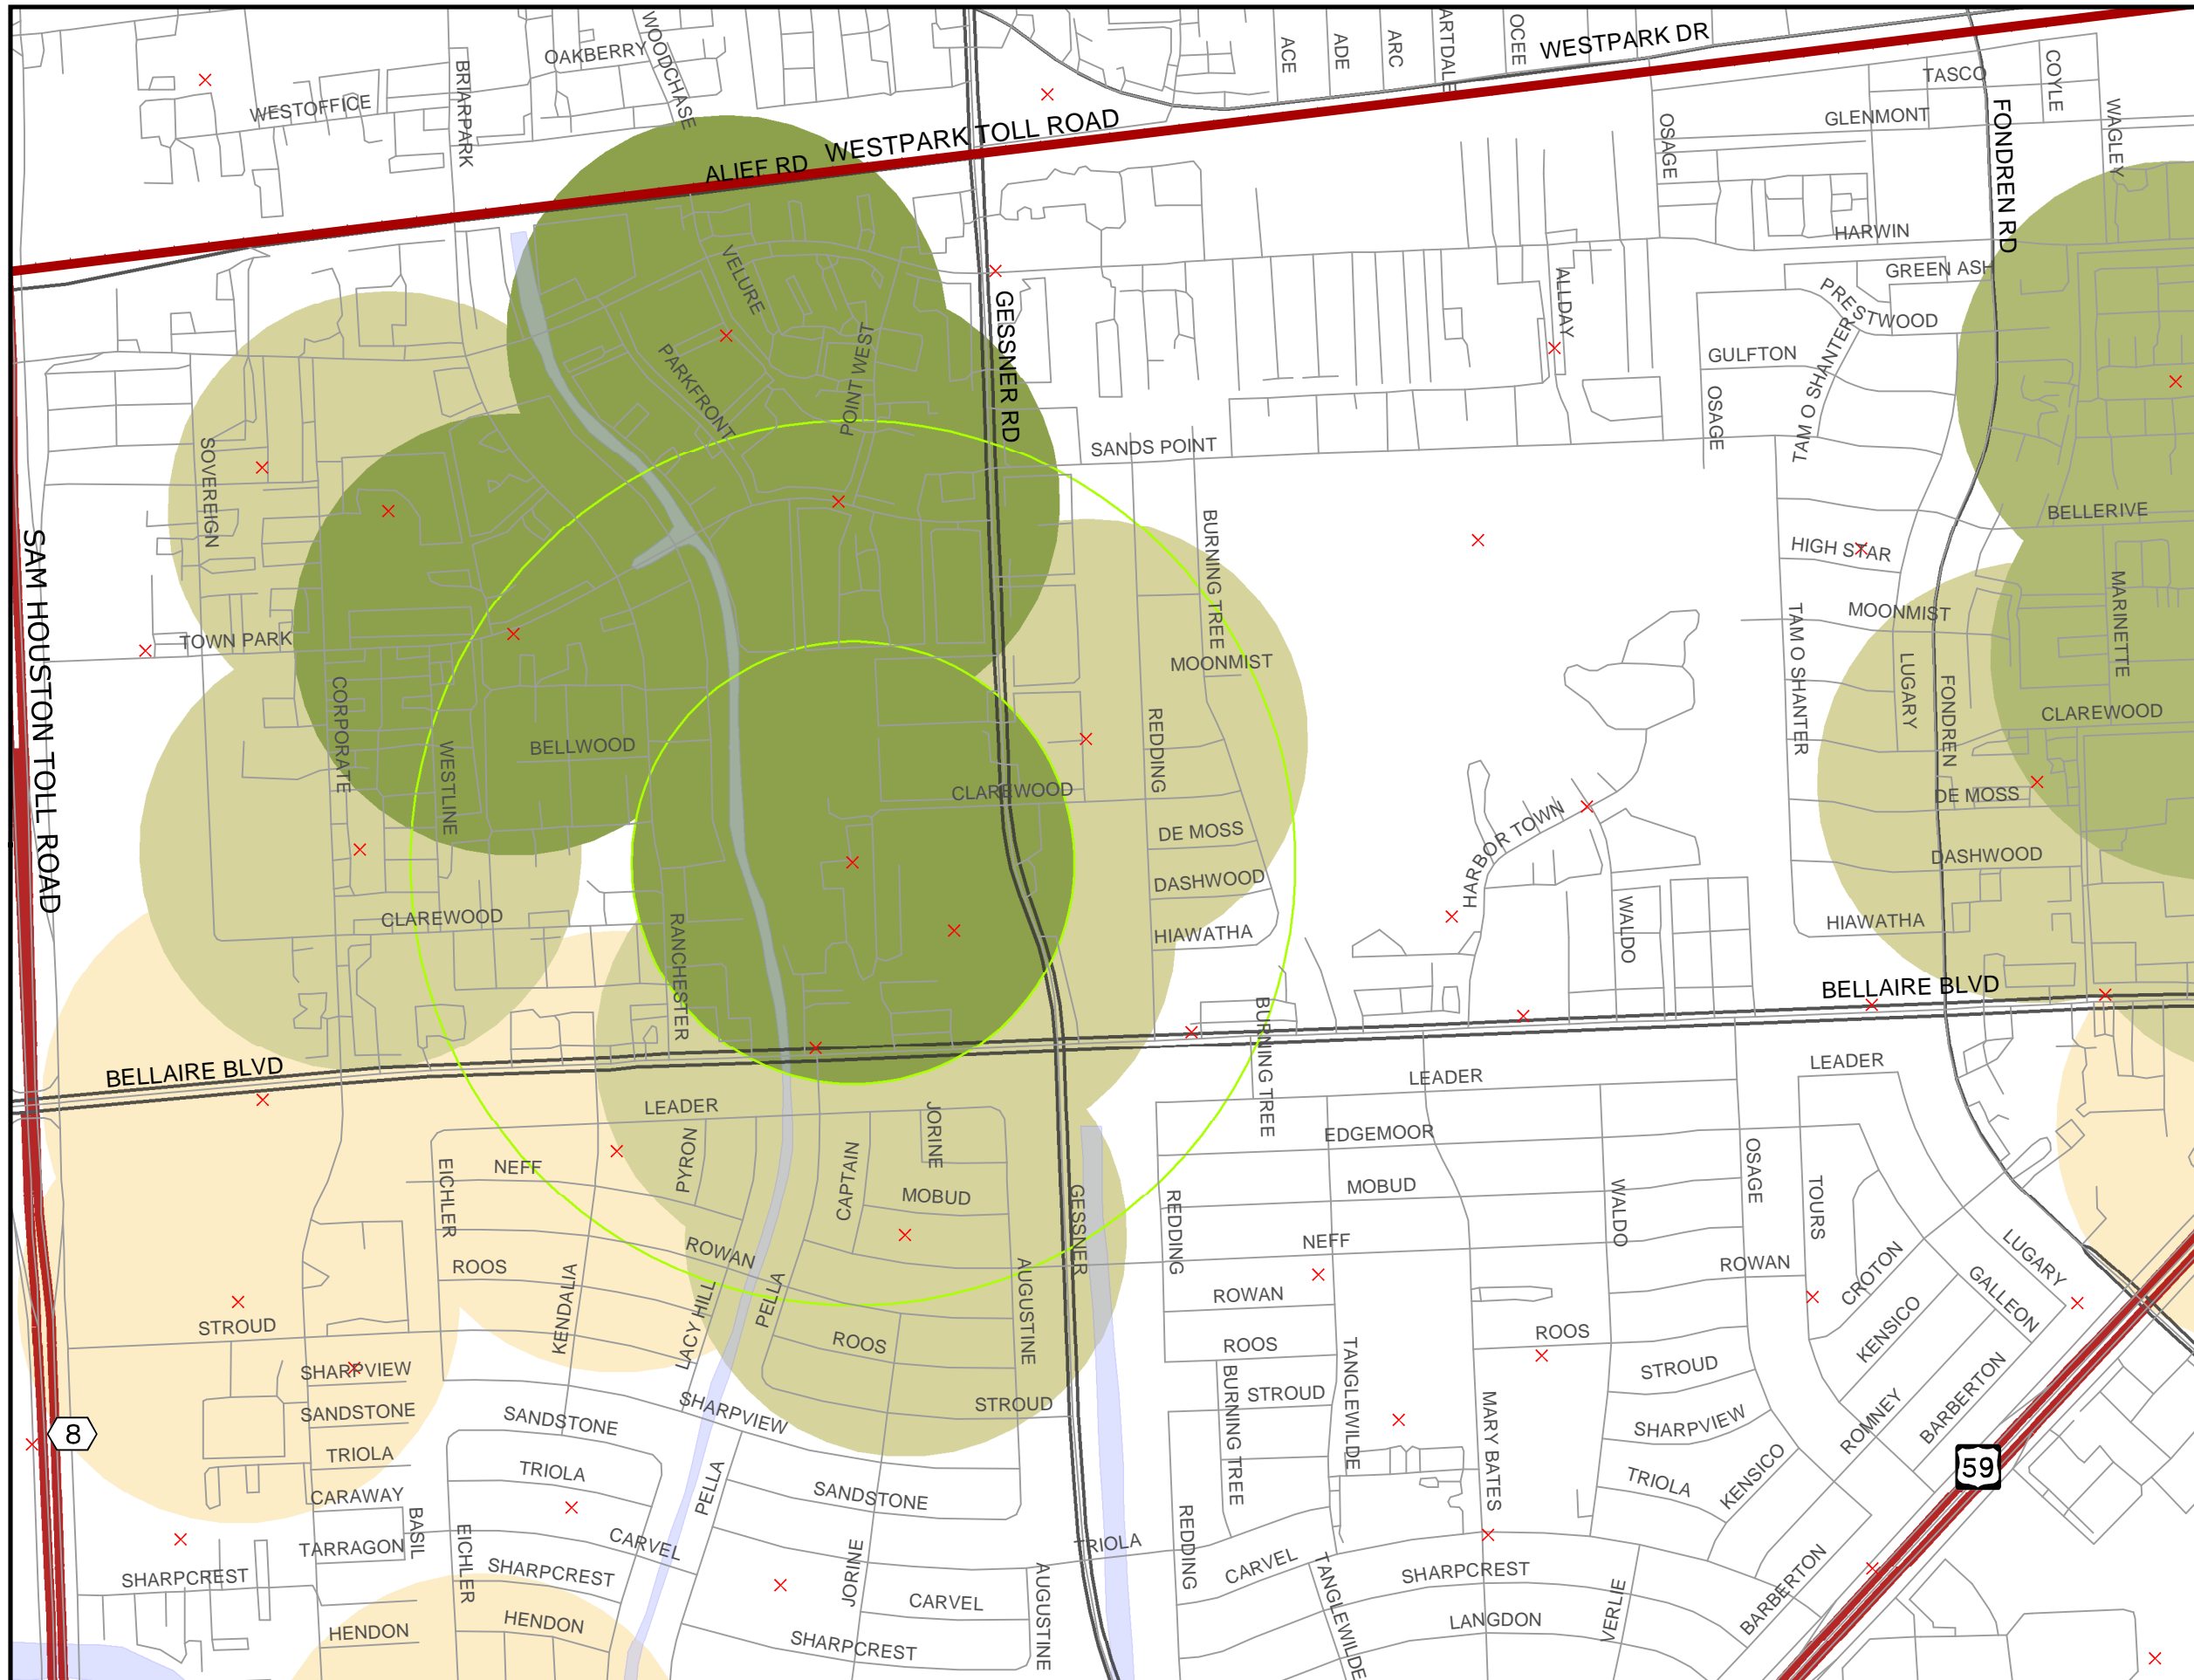 WOODCHASE
OAKBERRY
BRIARPARK
WESTOFFICE
ACE
ADE
ARC
ARTDALE
OCEE
WESTPARK DR
TASCO
COYLE
GLENMONT
WAGLEY
OSAGE
FONDREN RD
WESTPARK TOLL ROAD
ALIEF RD
HARWIN
GREEN ASH
PRESTWOOD
VELURE
ALLDAY
GESSNER RD
PARKFRONT
POINT WEST
GULFTON
TAM O SHANTER
OSAGE
SOVEREIGN
SANDS POINT
BELLERIVE
HIGH STAR
BURNING TREE
SAM HOUSTON TOLL ROAD
TOWN PARK
MOONMIST
MARINETTE
TAM O SHANTER
LUGARY
MOONMIST
CORPORATE
WESTLINE
BELLWOOD
REDDING
FONDREN
CLAREWOOD
CLAREWOOD
DE MOSS
DE MOSS
HARBOR TOWN
DASHWOOD
DASHWOOD
CLAREWOOD
RANCHESTER
HIAWATHA
WALDO
HIAWATHA
BELLAIRE BLVD
BURNING TREE
BELLAIRE BLVD
LEADER
LEADER
LEADER
JORINE
EDGEMOOR
PYRON
CAPTAIN
NEFF
EICHLER
MOBUD
MOBUD
GESSNER
REDDING
WALDO
OSAGE
TOURS
ROWAN
NEFF
ROWAN
LUGARY
ROOS
KENDALIA
LACY HILL
PELLA
AUGUSTINE
ROWAN
CROTON
GALLEON
KENSICO
STROUD
ROOS
ROOS
ROOS
TANGLEWILDE
SHARPVIEW
STROUD
BARBERTON
BURNING TREE
STROUD
STROUD
SANDSTONE
SANDSTONE
SHARPVIEW
MARY BATES
SHARPVIEW
ROMNEY
8
TRIOLA
TRIOLA
PELLA
SANDSTONE
TRIOLA
KENSICO
59
CARAWAY
BASIL
TARRAGON
EICHLER
CARVEL
TRIOLA
REDDING
CARVEL
SHARPCREST
SHARPCREST
JORINE
AUGUSTINE
TANGLEWILDE
SHARPCREST
VERLIE
BARBERTON
CARVEL
HENDON
HENDON
LANGDON
SHARPCREST